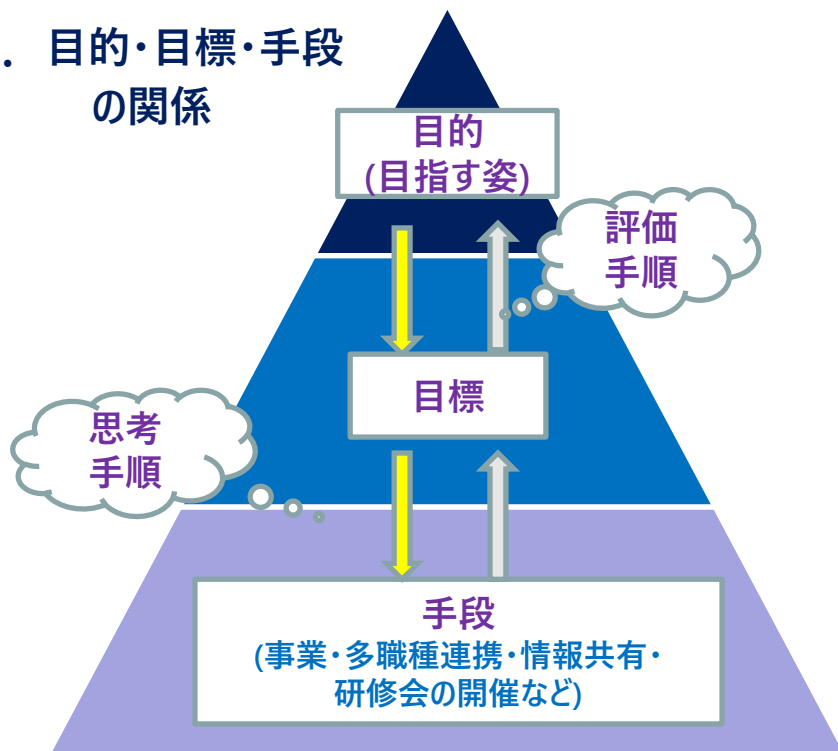 . 目的・目標・手段
の関係
目的
(目指す姿)
評価
手順
目標
思考
手順
手段
(事業・多職種連携・情報共有・
研修会の開催など)